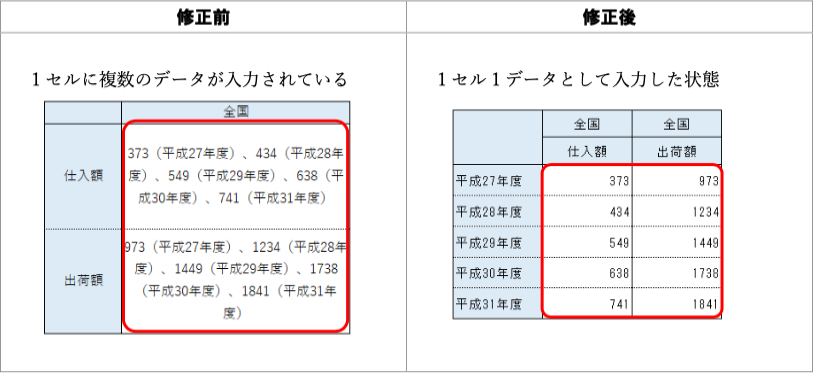 修正前
修正後
１セルに複数のデータが入力されている
全国
仕入額
373（平成27年度）、434（平成28年
度）、549（平成29年度）、638（平
成30年度）、741（平成31年度）
出荷額
973（平成27年度）、1234（平成28年
度）、1449（平成29年度）、1738
（平成30年度）、1841（平成31年
度）
１セル１データとして入力した状態
全国 全国
仕入額 出荷額
平成27年度 373 973
平成28年度 434 1234
平成29年度 549 1449
平成30年度 638 1738
平成31年度 741 1841